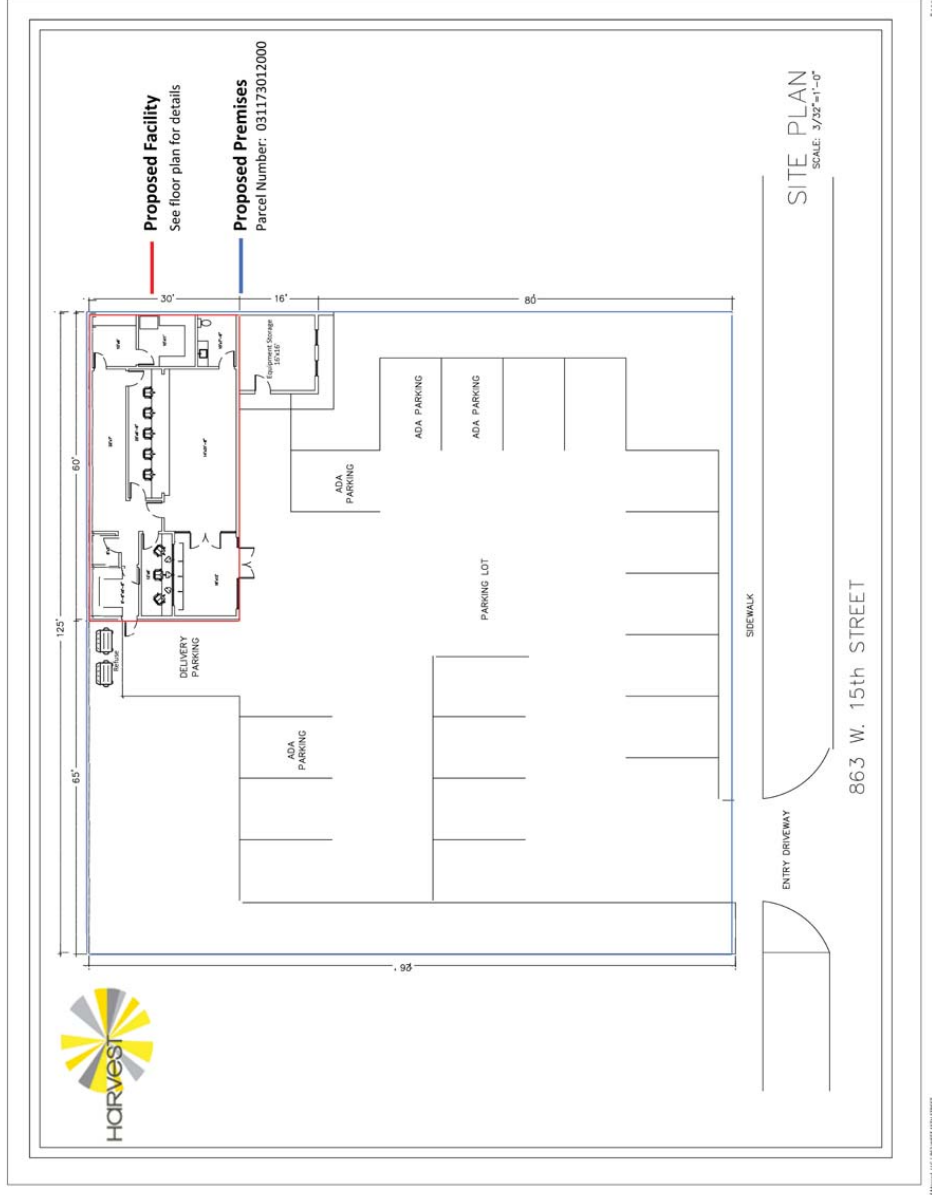 HARVEST
125'
65'
60'
30'
16'
80'
Proposed Facility
See floor plan for details
Proposed Premises
Parcel Number: 031173012000
Refuse
DELIVERY
PARKING
Equipment Storage
16'x16'
ADA
PARKING
ADA
PARKING
ADA PARKING
ADA PARKING
PARKING LOT
SIDEWALK
ENTRY DRIVEWAY
863 W. 15th STREET
SITE PLAN
SCALE: 3/32"=1'-0"